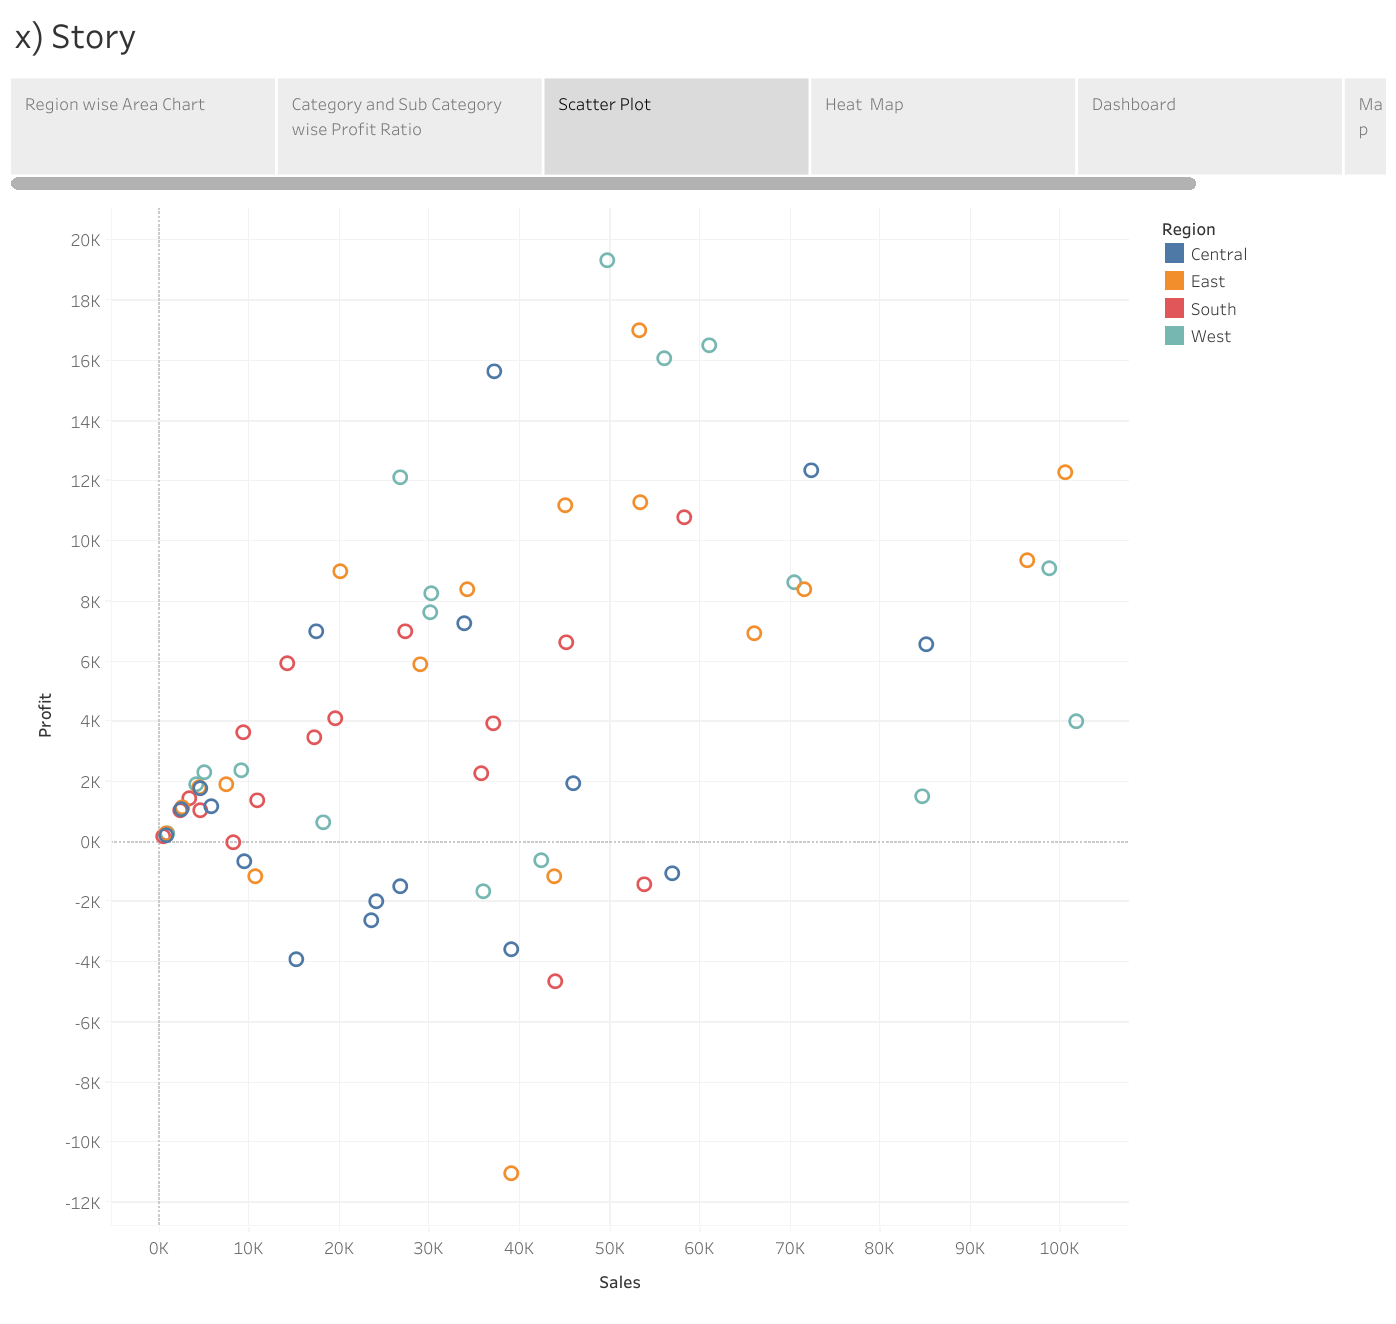 x) Story
Region wise Area Chart
Category and Sub Category
wise Profit Ratio
Scatter Plot
Heat  Map
Dashboard
Ma
p
Region
Central
East
South
West
20K
18K
16K
14K
12K
10K
8K
6K
4K
2K
0K
-2K
-4K
-6K
-8K
-10K
-12K
Profit
0K
10K
20K
30K
40K
50K
60K
70K
80K
90K
100K
Sales